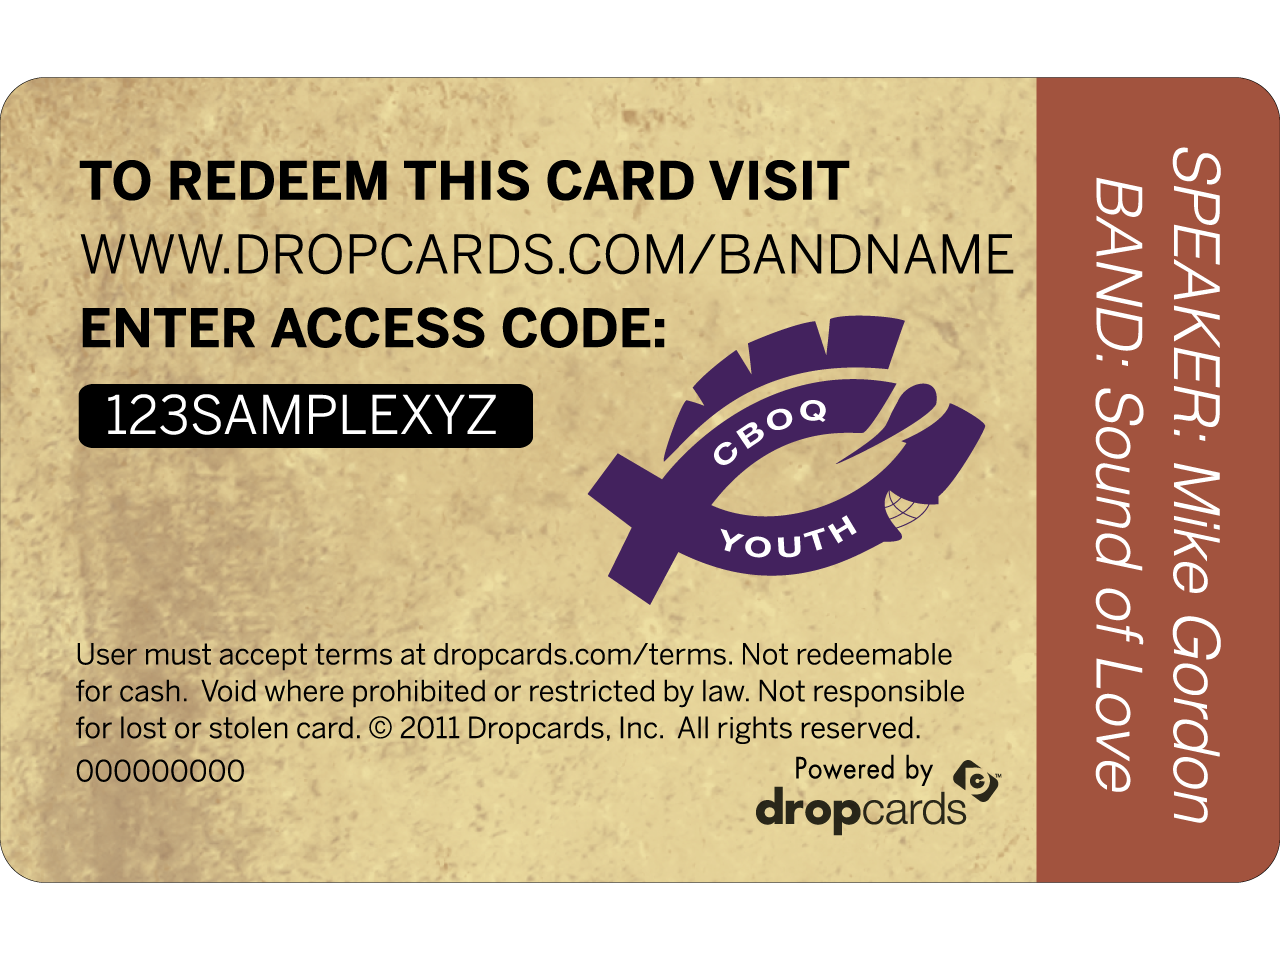 TO REDEEM THIS CARD VISIT
WWW.DROPCARDS.COM/BANDNAME
ENTER ACCESS CODE:
123SAMPLEXYZ
CBOQ
YOUTH
User must accept terms at dropcards.com/terms. Not redeemable
for cash.  Void where prohibited or restricted by law. Not responsible
for lost or stolen card. © 2011 Dropcards, Inc.  All rights reserved.
000000000
Powered by
dropcards™
SPEAKER: Mike Gordon
BAND: Sound of Love